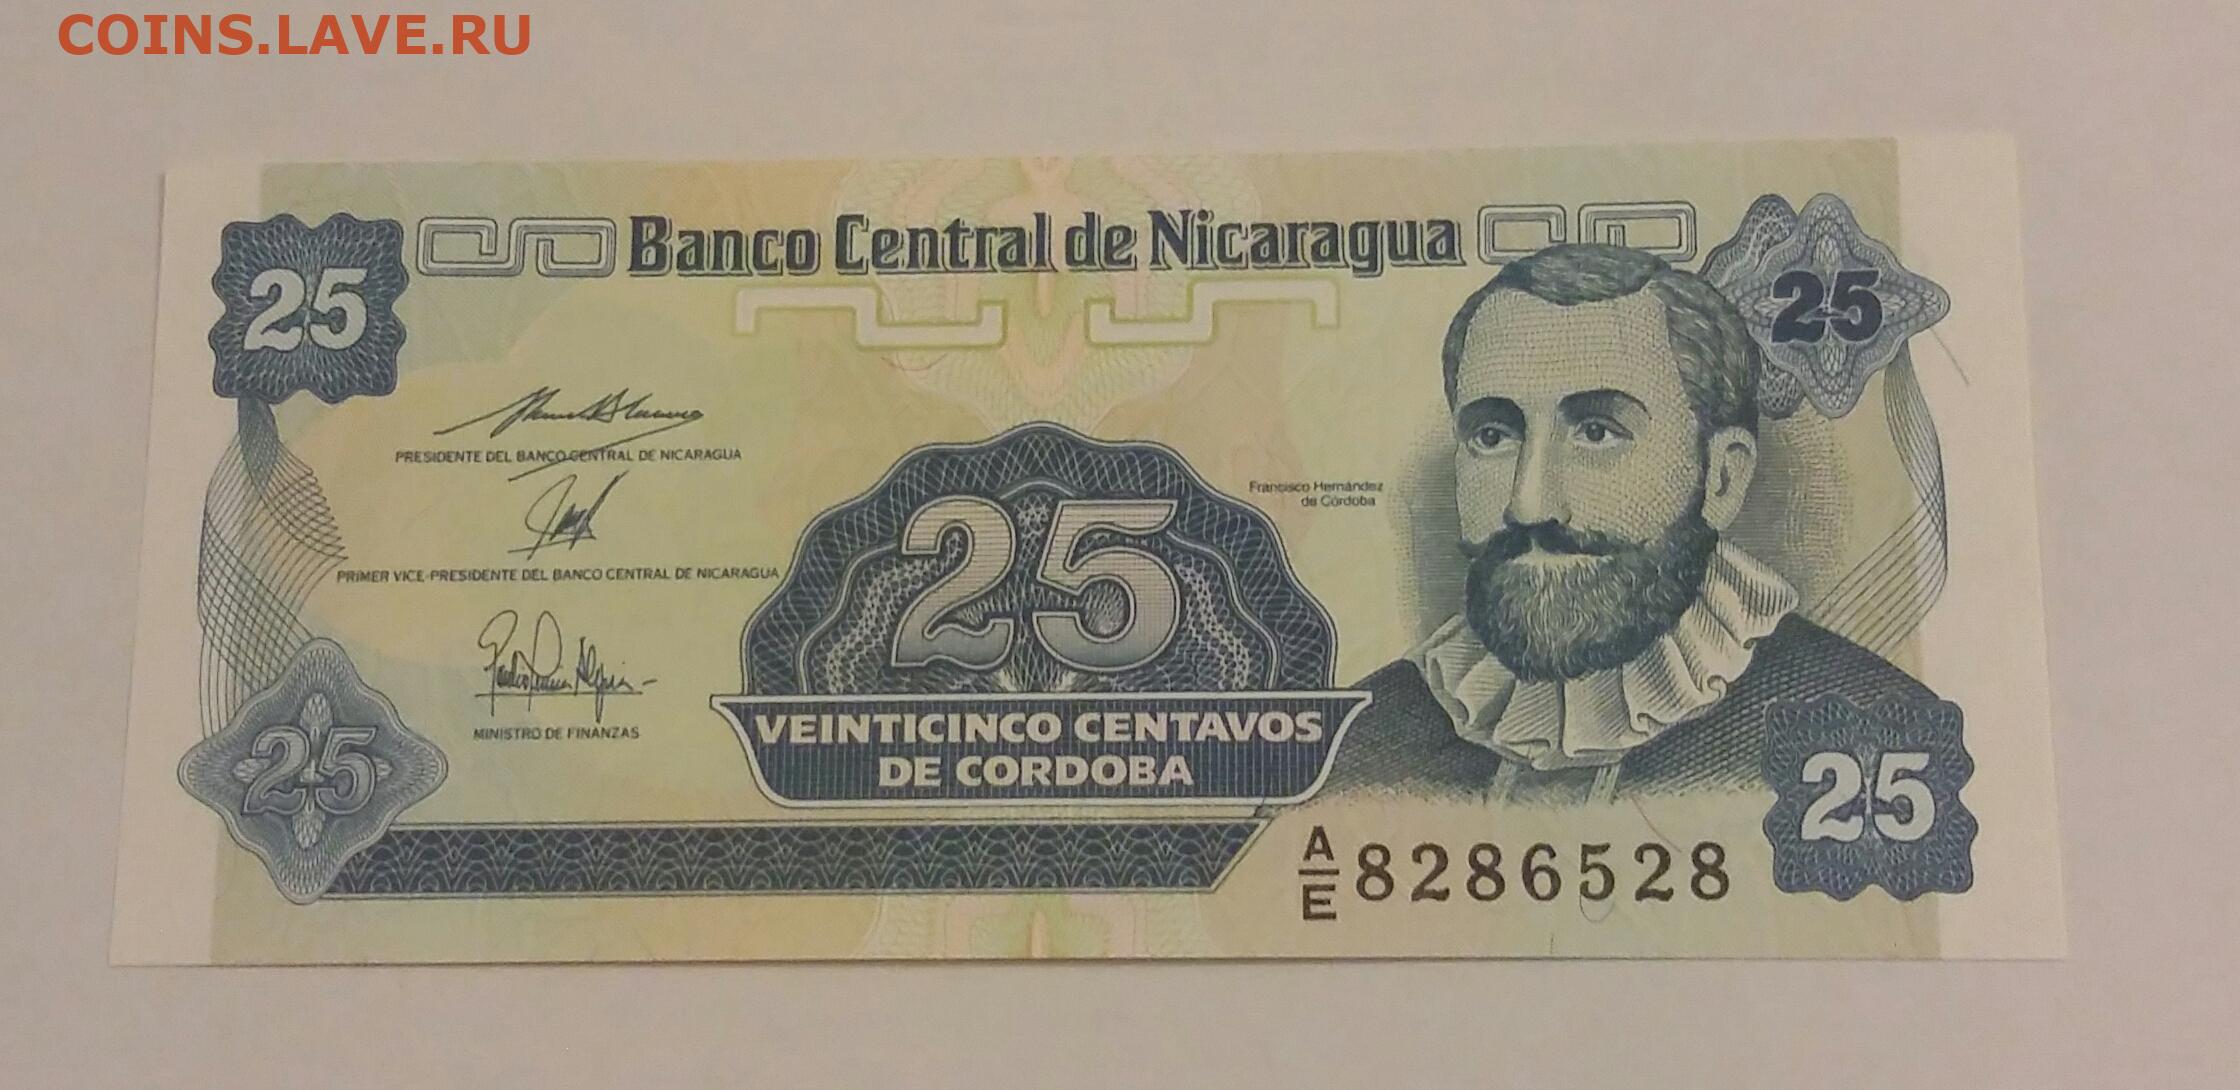 COINS.LAVE.RU
25
Banco Central de Nicaragua
25
PRESIDENTE DEL BANCO CENTRAL DE NICARAGUA
Francisco Hernández
de Córdoba
25
PRIMER VICE-PRESIDENTE DEL BANCO CENTRAL DE NICARAGUA
MINISTRO DE FINANZAS
VEINTICINCO CENTAVOS
DE CORDOBA
25
25
A/E 8286528